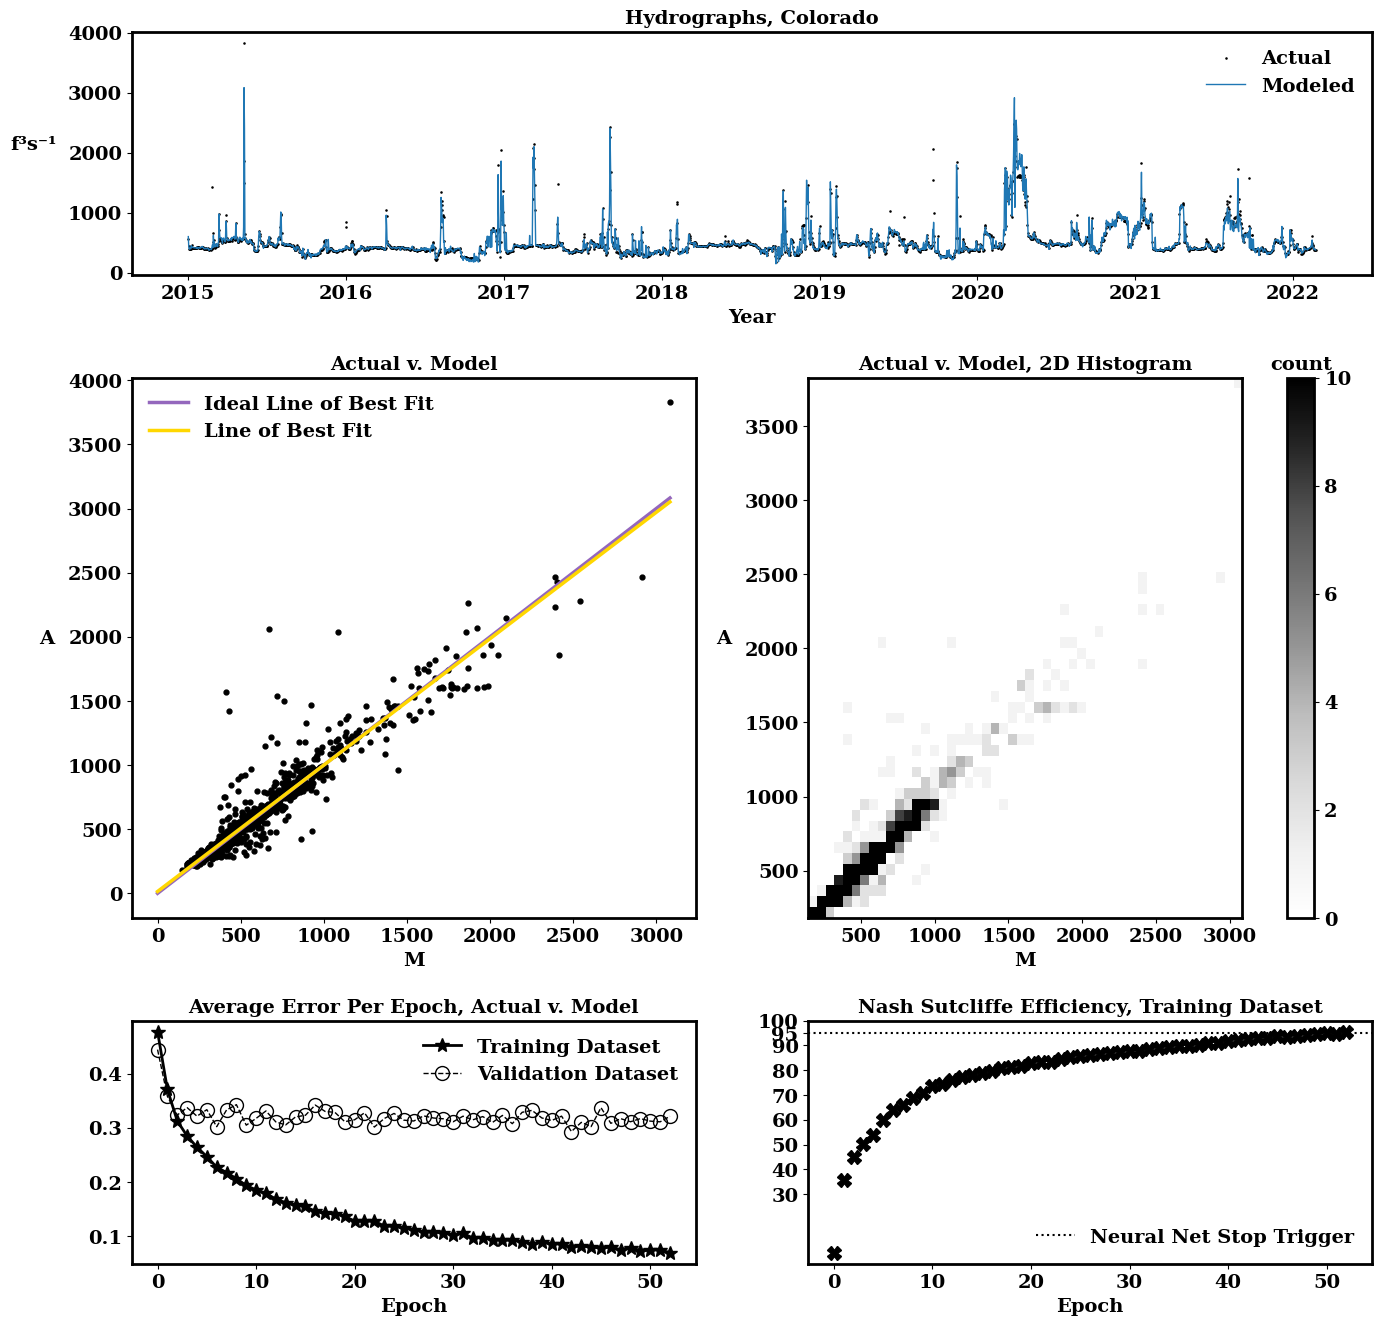 Hydrographs, Colorado
4000
3000
2000
1000
0
f³s⁻¹
Actual
Modeled
2015 2016 2017 2018 2019 2020 2021 2022
Year
Actual v. Model
4000
3500
3000
2500
2000
1500
1000
500
0
A
Ideal Line of Best Fit
Line of Best Fit
0 500 1000 1500 2000 2500 3000
M
Actual v. Model, 2D Histogram
3500
3000
2500
2000
1500
1000
500
A
500 1000 1500 2000 2500 3000
M
count
10
8
6
4
2
0
Average Error Per Epoch, Actual v. Model
0.4
0.3
0.2
0.1
Training Dataset
Validation Dataset
0 10 20 30 40 50
Epoch
Nash Sutcliffe Efficiency, Training Dataset
100
95
90
80
70
60
50
40
30
Neural Net Stop Trigger
0 10 20 30 40 50
Epoch